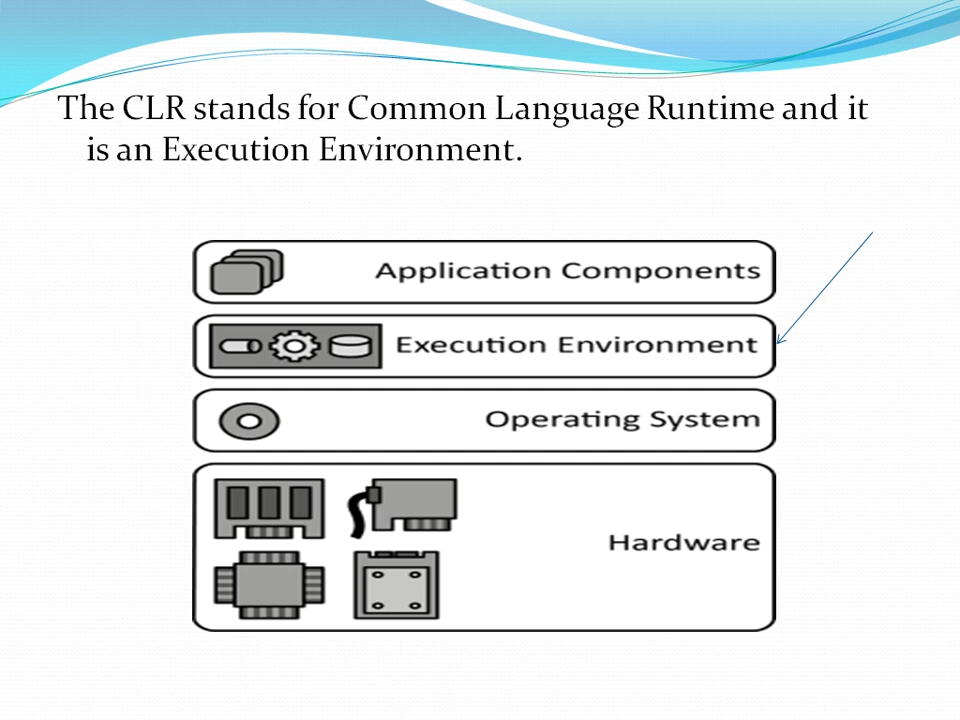 The CLR stands for Common Language Runtime and it
is an Execution Environment.
Application Components
Execution Environment
Operating System
Hardware